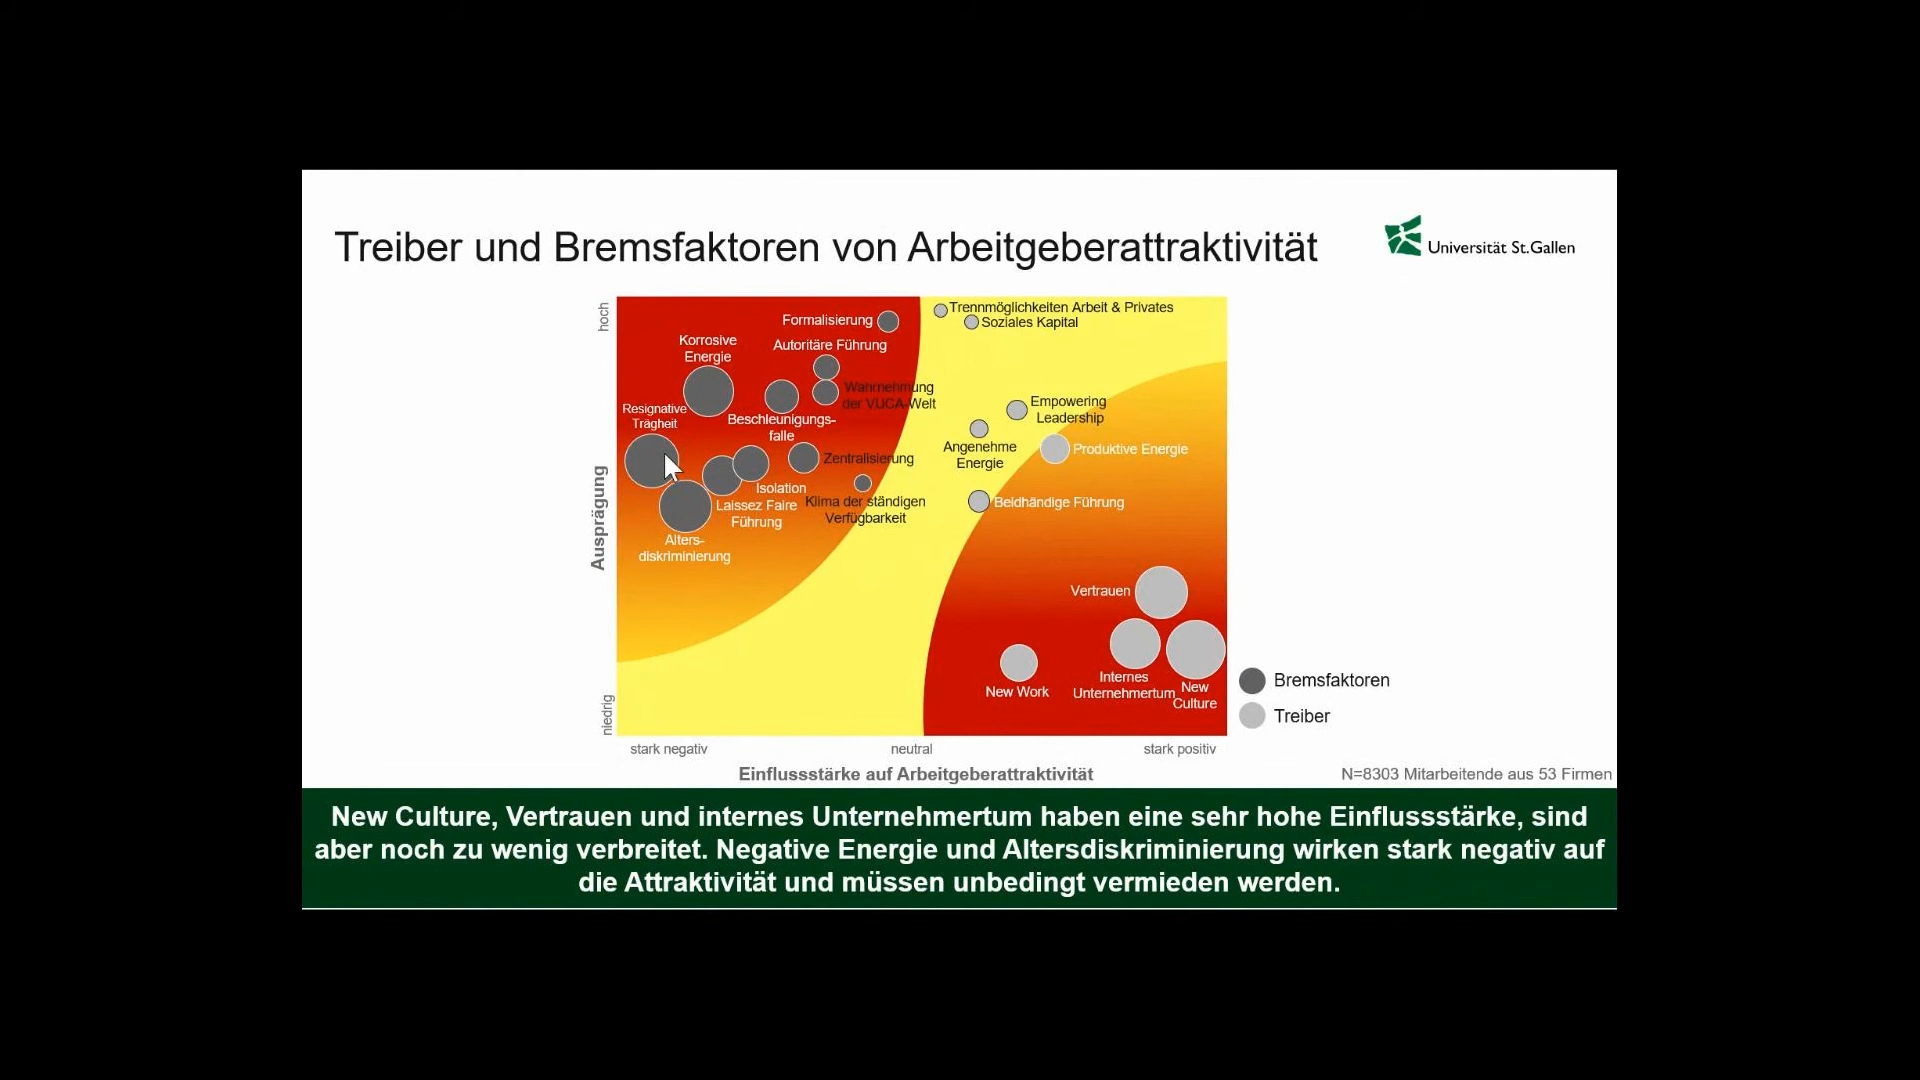 Treiber und Bremsfaktoren von Arbeitgeberattraktivität
Universität St.Gallen
hoch
Ausprägung
niedrig
Formalisierung
Trennmöglichkeiten Arbeit & Privates
Soziales Kapital
Korrosive
Energie
Autoritäre Führung
Wahrnehmung
der VUCA-Welt
Resignative
Trägheit
Beschleunigungs-
falle
Empowering
Leadership
Angenehme
Energie
Produktive Energie
Zentralisierung
Isolation
Laissez Faire
Führung
Klima der ständigen
Verfügbarkeit
Beidhändige Führung
Alters-
diskriminierung
Vertrauen
New Work
Internes
Unternehmertum
New
Culture
Bremsfaktoren
Treiber
stark negativ
neutral
stark positiv
Einflussstärke auf Arbeitgeberattraktivität
N=8303 Mitarbeitende aus 53 Firmen
New Culture, Vertrauen und internes Unternehmertum haben eine sehr hohe Einflussstärke, sind
aber noch zu wenig verbreitet. Negative Energie und Altersdiskriminierung wirken stark negativ auf
die Attraktivität und müssen unbedingt vermieden werden.